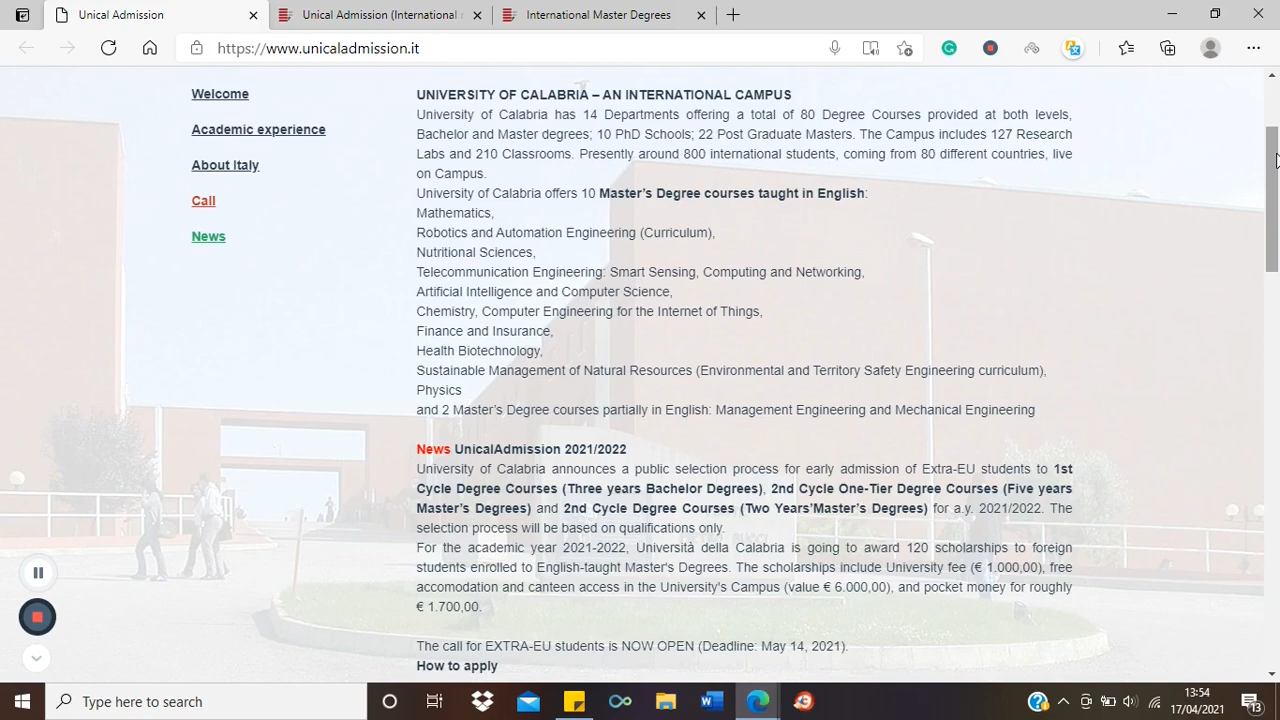 Unical Admission
Unical Admission (International
International Master Degrees
https://www.unicaladmission.it
Welcome
Academic experience
About Italy
Call
News
UNIVERSITY OF CALABRIA – AN INTERNATIONAL CAMPUS
University of Calabria has 14 Departments offering a total of 80 Degree Courses provided at both levels,
Bachelor and Master degrees; 10 PhD Schools; 22 Post Graduate Masters. The Campus includes 127 Research
Labs and 210 Classrooms. Presently around 800 international students, coming from 80 different countries, live
on Campus.
University of Calabria offers 10 Master's Degree courses taught in English:
Mathematics,
Robotics and Automation Engineering (Curriculum),
Nutritional Sciences,
Telecommunication Engineering: Smart Sensing, Computing and Networking,
Artificial Intelligence and Computer Science,
Chemistry, Computer Engineering for the Internet of Things,
Finance and Insurance,
Health Biotechnology,
Sustainable Management of Natural Resources (Environmental and Territory Safety Engineering curriculum),
Physics
and 2 Master's Degree courses partially in English: Management Engineering and Mechanical Engineering
News UnicalAdmission 2021/2022
University of Calabria announces a public selection process for early admission of Extra-EU students to 1st
Cycle Degree Courses (Three years Bachelor Degrees), 2nd Cycle One-Tier Degree Courses (Five years
Master's Degrees) and 2nd Cycle Degree Courses (Two Years'Master's Degrees) for a.y. 2021/2022. The
selection process will be based on qualifications only.
For the academic year 2021-2022, Università della Calabria is going to award 120 scholarships to foreign
students enrolled to English-taught Master's Degrees. The scholarships include University fee (€ 1.000,00), free
accomodation and canteen access in the University's Campus (value € 6.000,00), and pocket money for roughly
€ 1.700,00.
The call for EXTRA-EU students is NOW OPEN (Deadline: May 14, 2021).
How to apply
Type here to search
13:54
17/04/2021
13